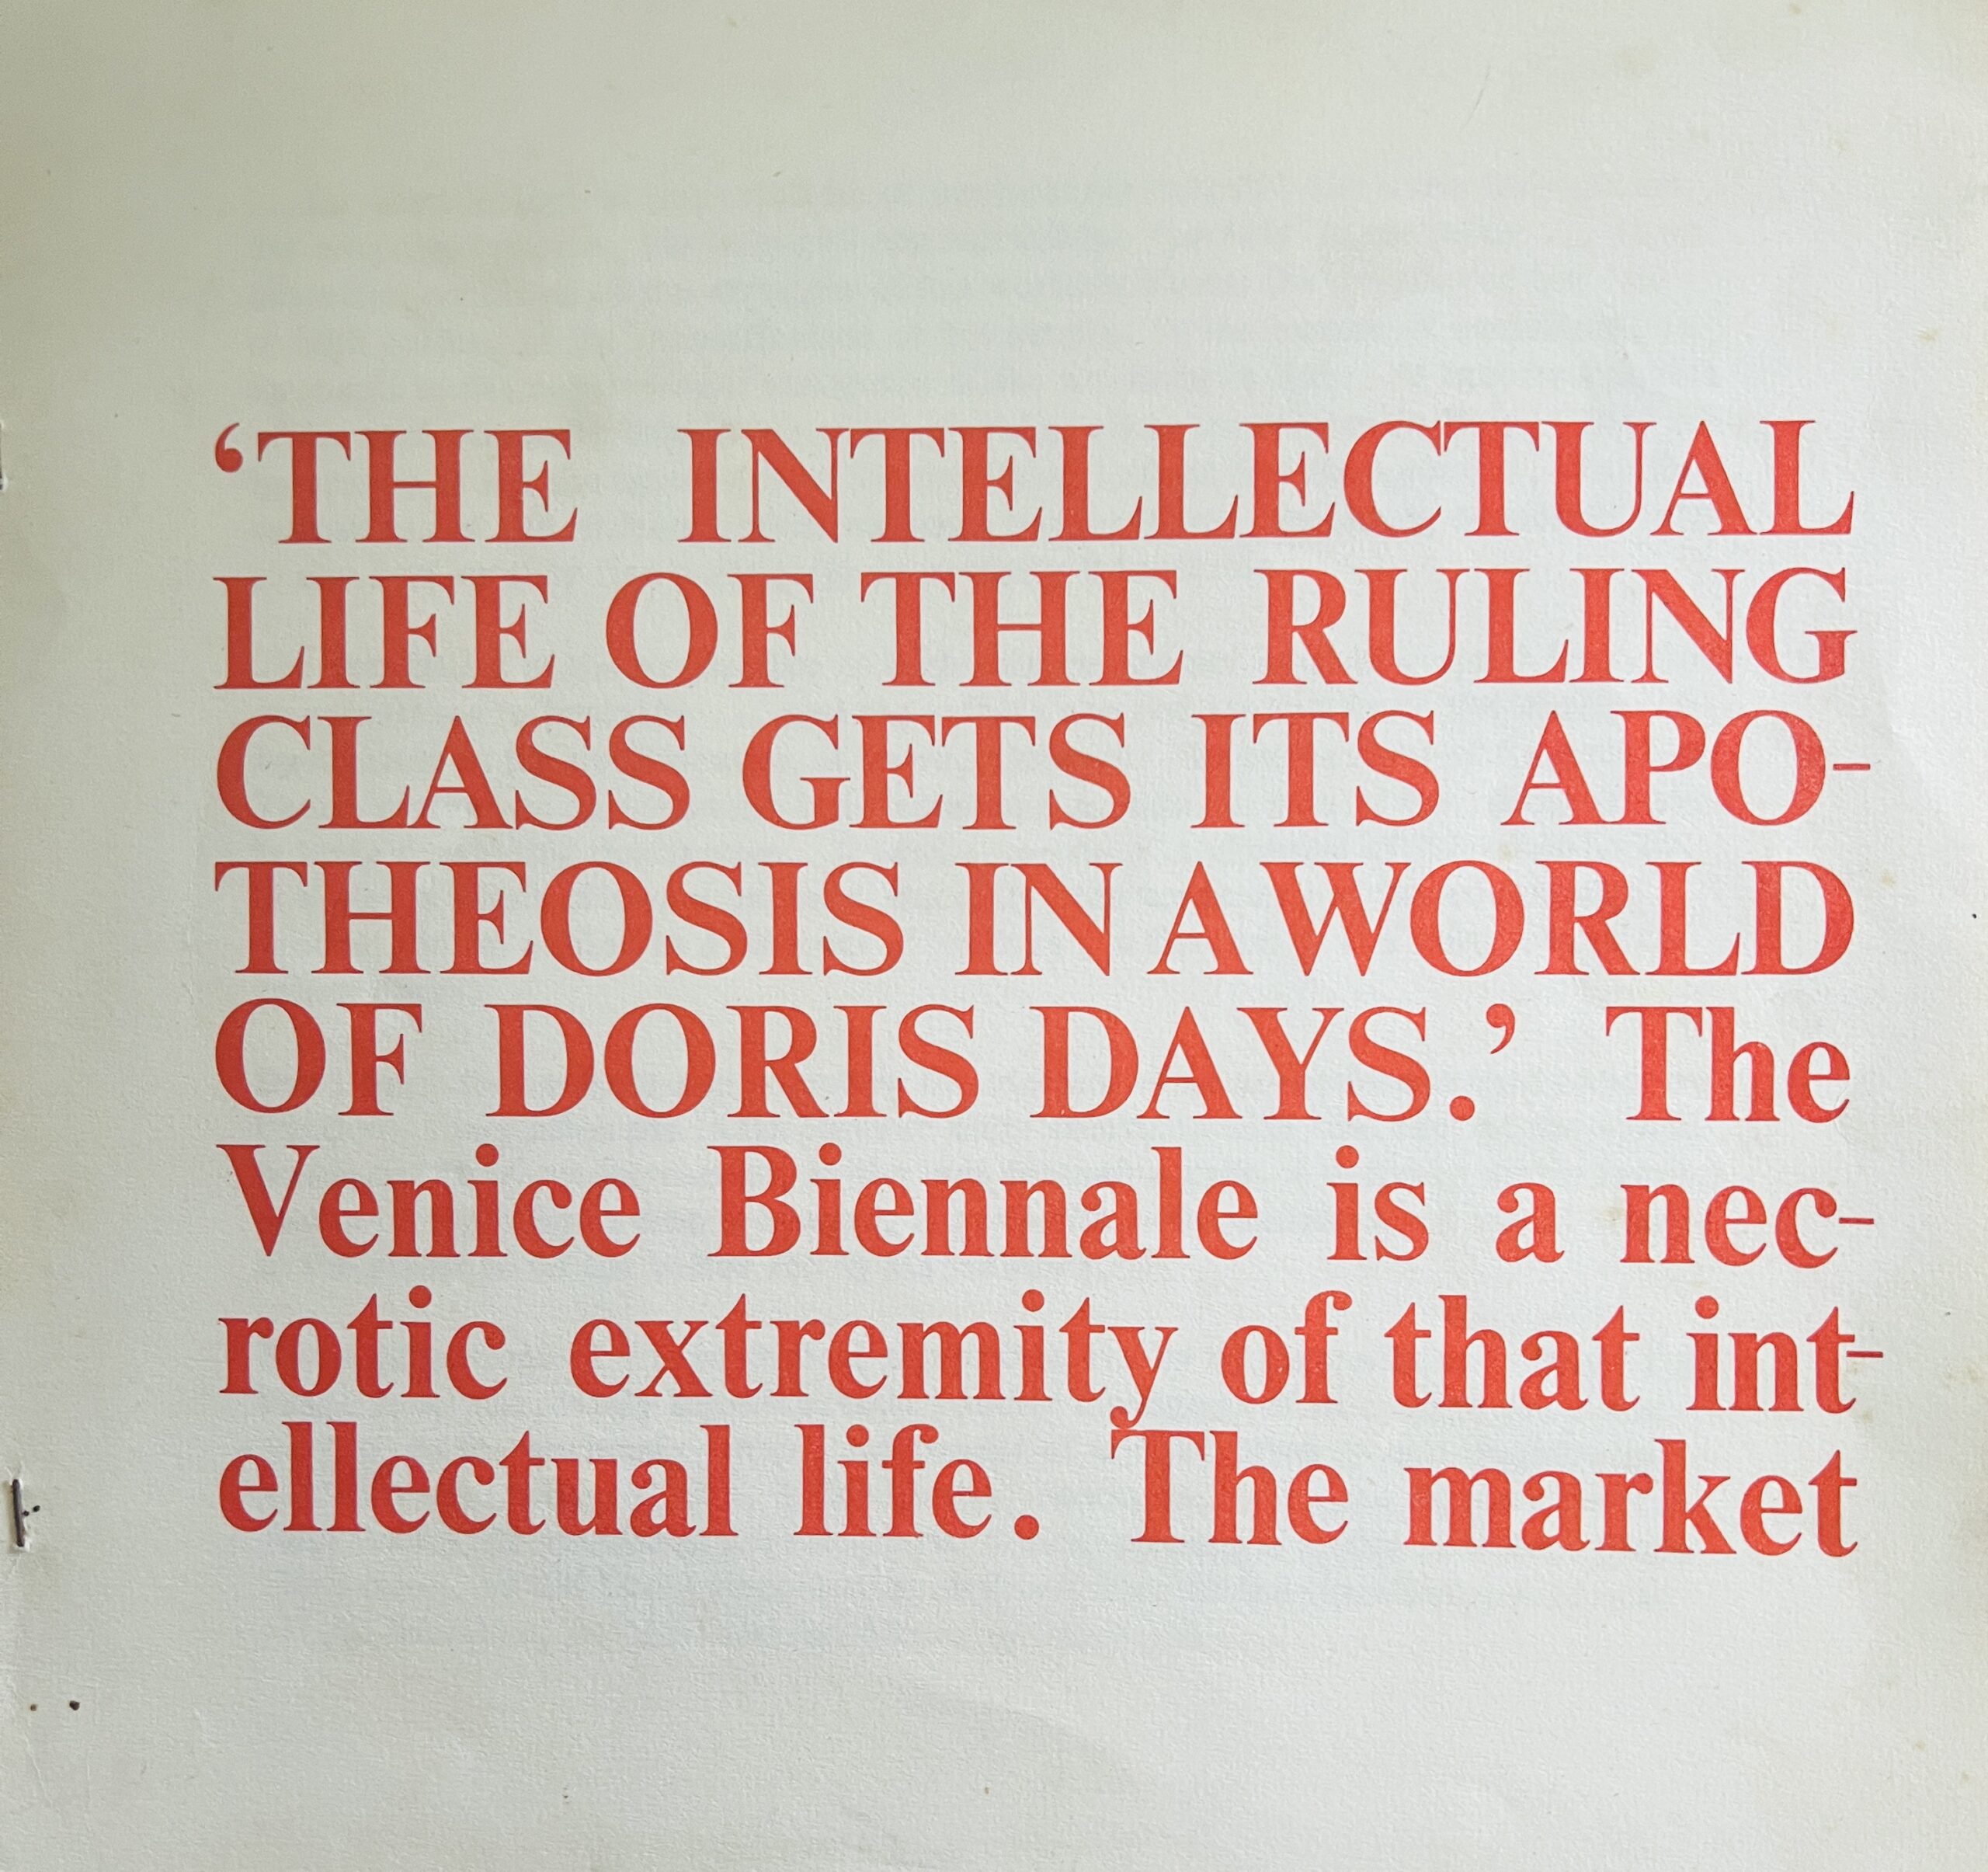 ‘THE INTELLECTUAL
LIFE OF THE RULING
CLASS GETS ITS APO-
THEOSIS IN A WORLD
OF DORIS DAYS.’ The
Venice Biennale is a nec-
rotic extremity of that int-
ellectual life. The market